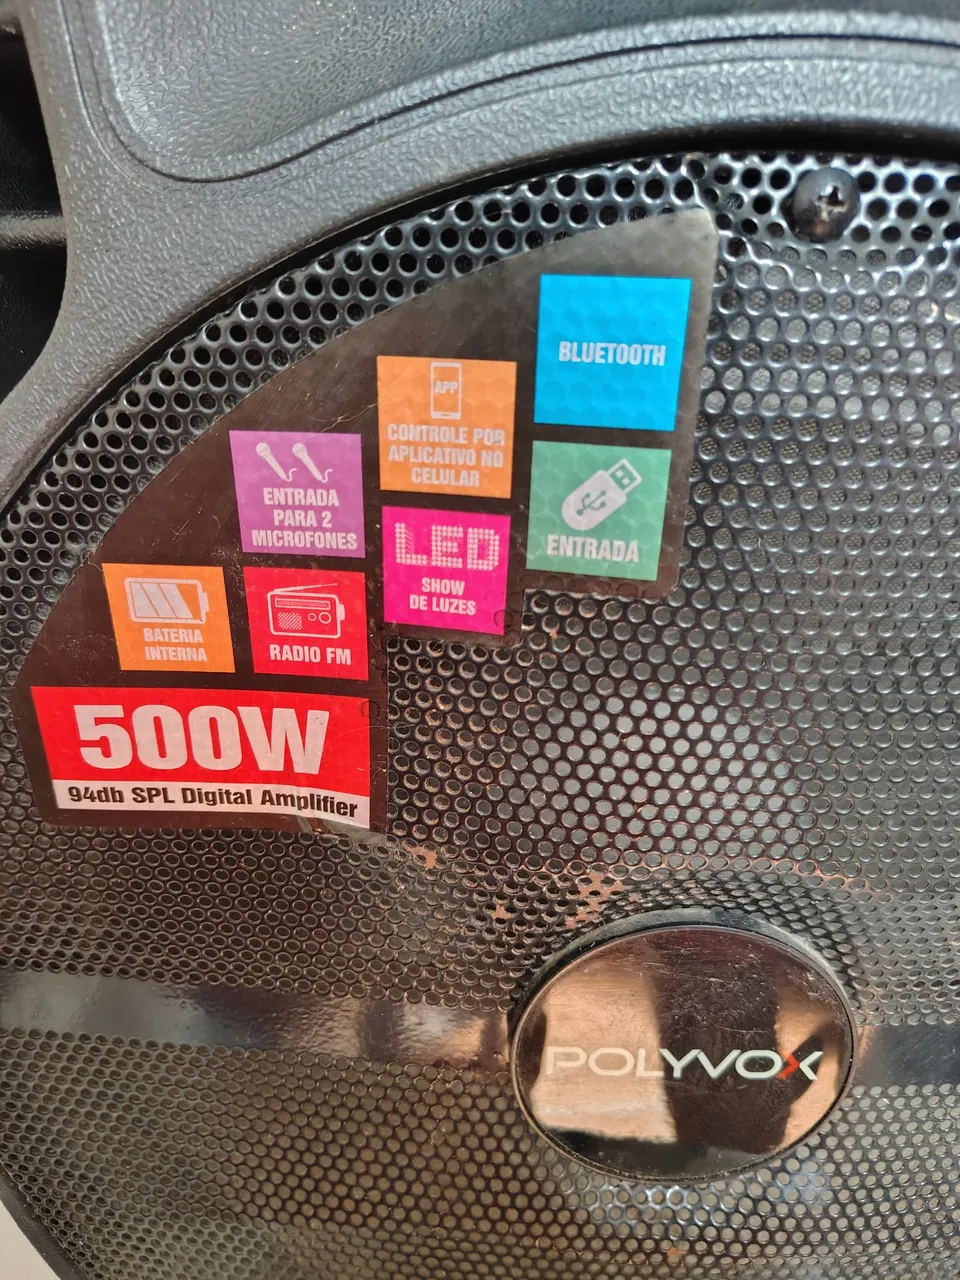 BLUETOOTH
APP
CONTROLE POR
APLICATIVO NO
CELULAR
ENTRADA
ENTRADA
PARA 2
MICROFONES
LED
SHOW
DE LUZES
BATERIA
INTERNA
RADIO FM
500W
94db SPL Digital Amplifier
POLYVOX